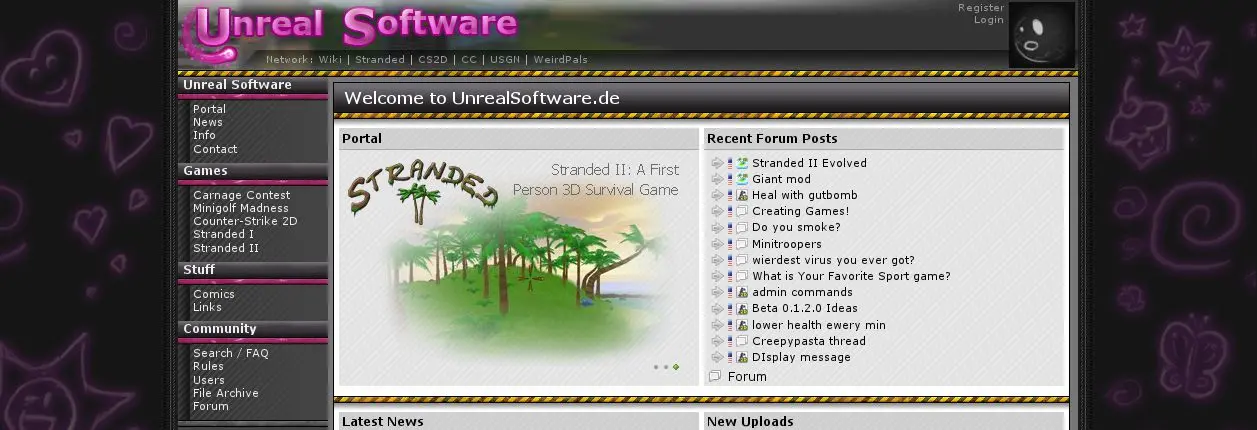 Unreal Software
Register
Login
Network: Wiki | Stranded | CS2D | CC | USGN | WeirdPals
Unreal Software
Portal
News
Info
Contact
Games
Carnage Contest
Minigolf Madness
Counter-Strike 2D
Stranded I
Stranded II
Stuff
Comics
Links
Community
Search / FAQ
Rules
Users
File Archive
Forum
Welcome to UnrealSoftware.de
Portal
STRANDED
Stranded II: A First
Person 3D Survival Game
Recent Forum Posts
Stranded II Evolved
Giant mod
Heal with gutbomb
Creating Games!
Do you smoke?
Minitroopers
wierdest virus you ever got?
What is Your Favorite Sport game?
admin commands
Beta 0.1.2.0 Ideas
lower health ewery min
Creepypasta thread
DIsplay message
Forum
Latest News
New Uploads